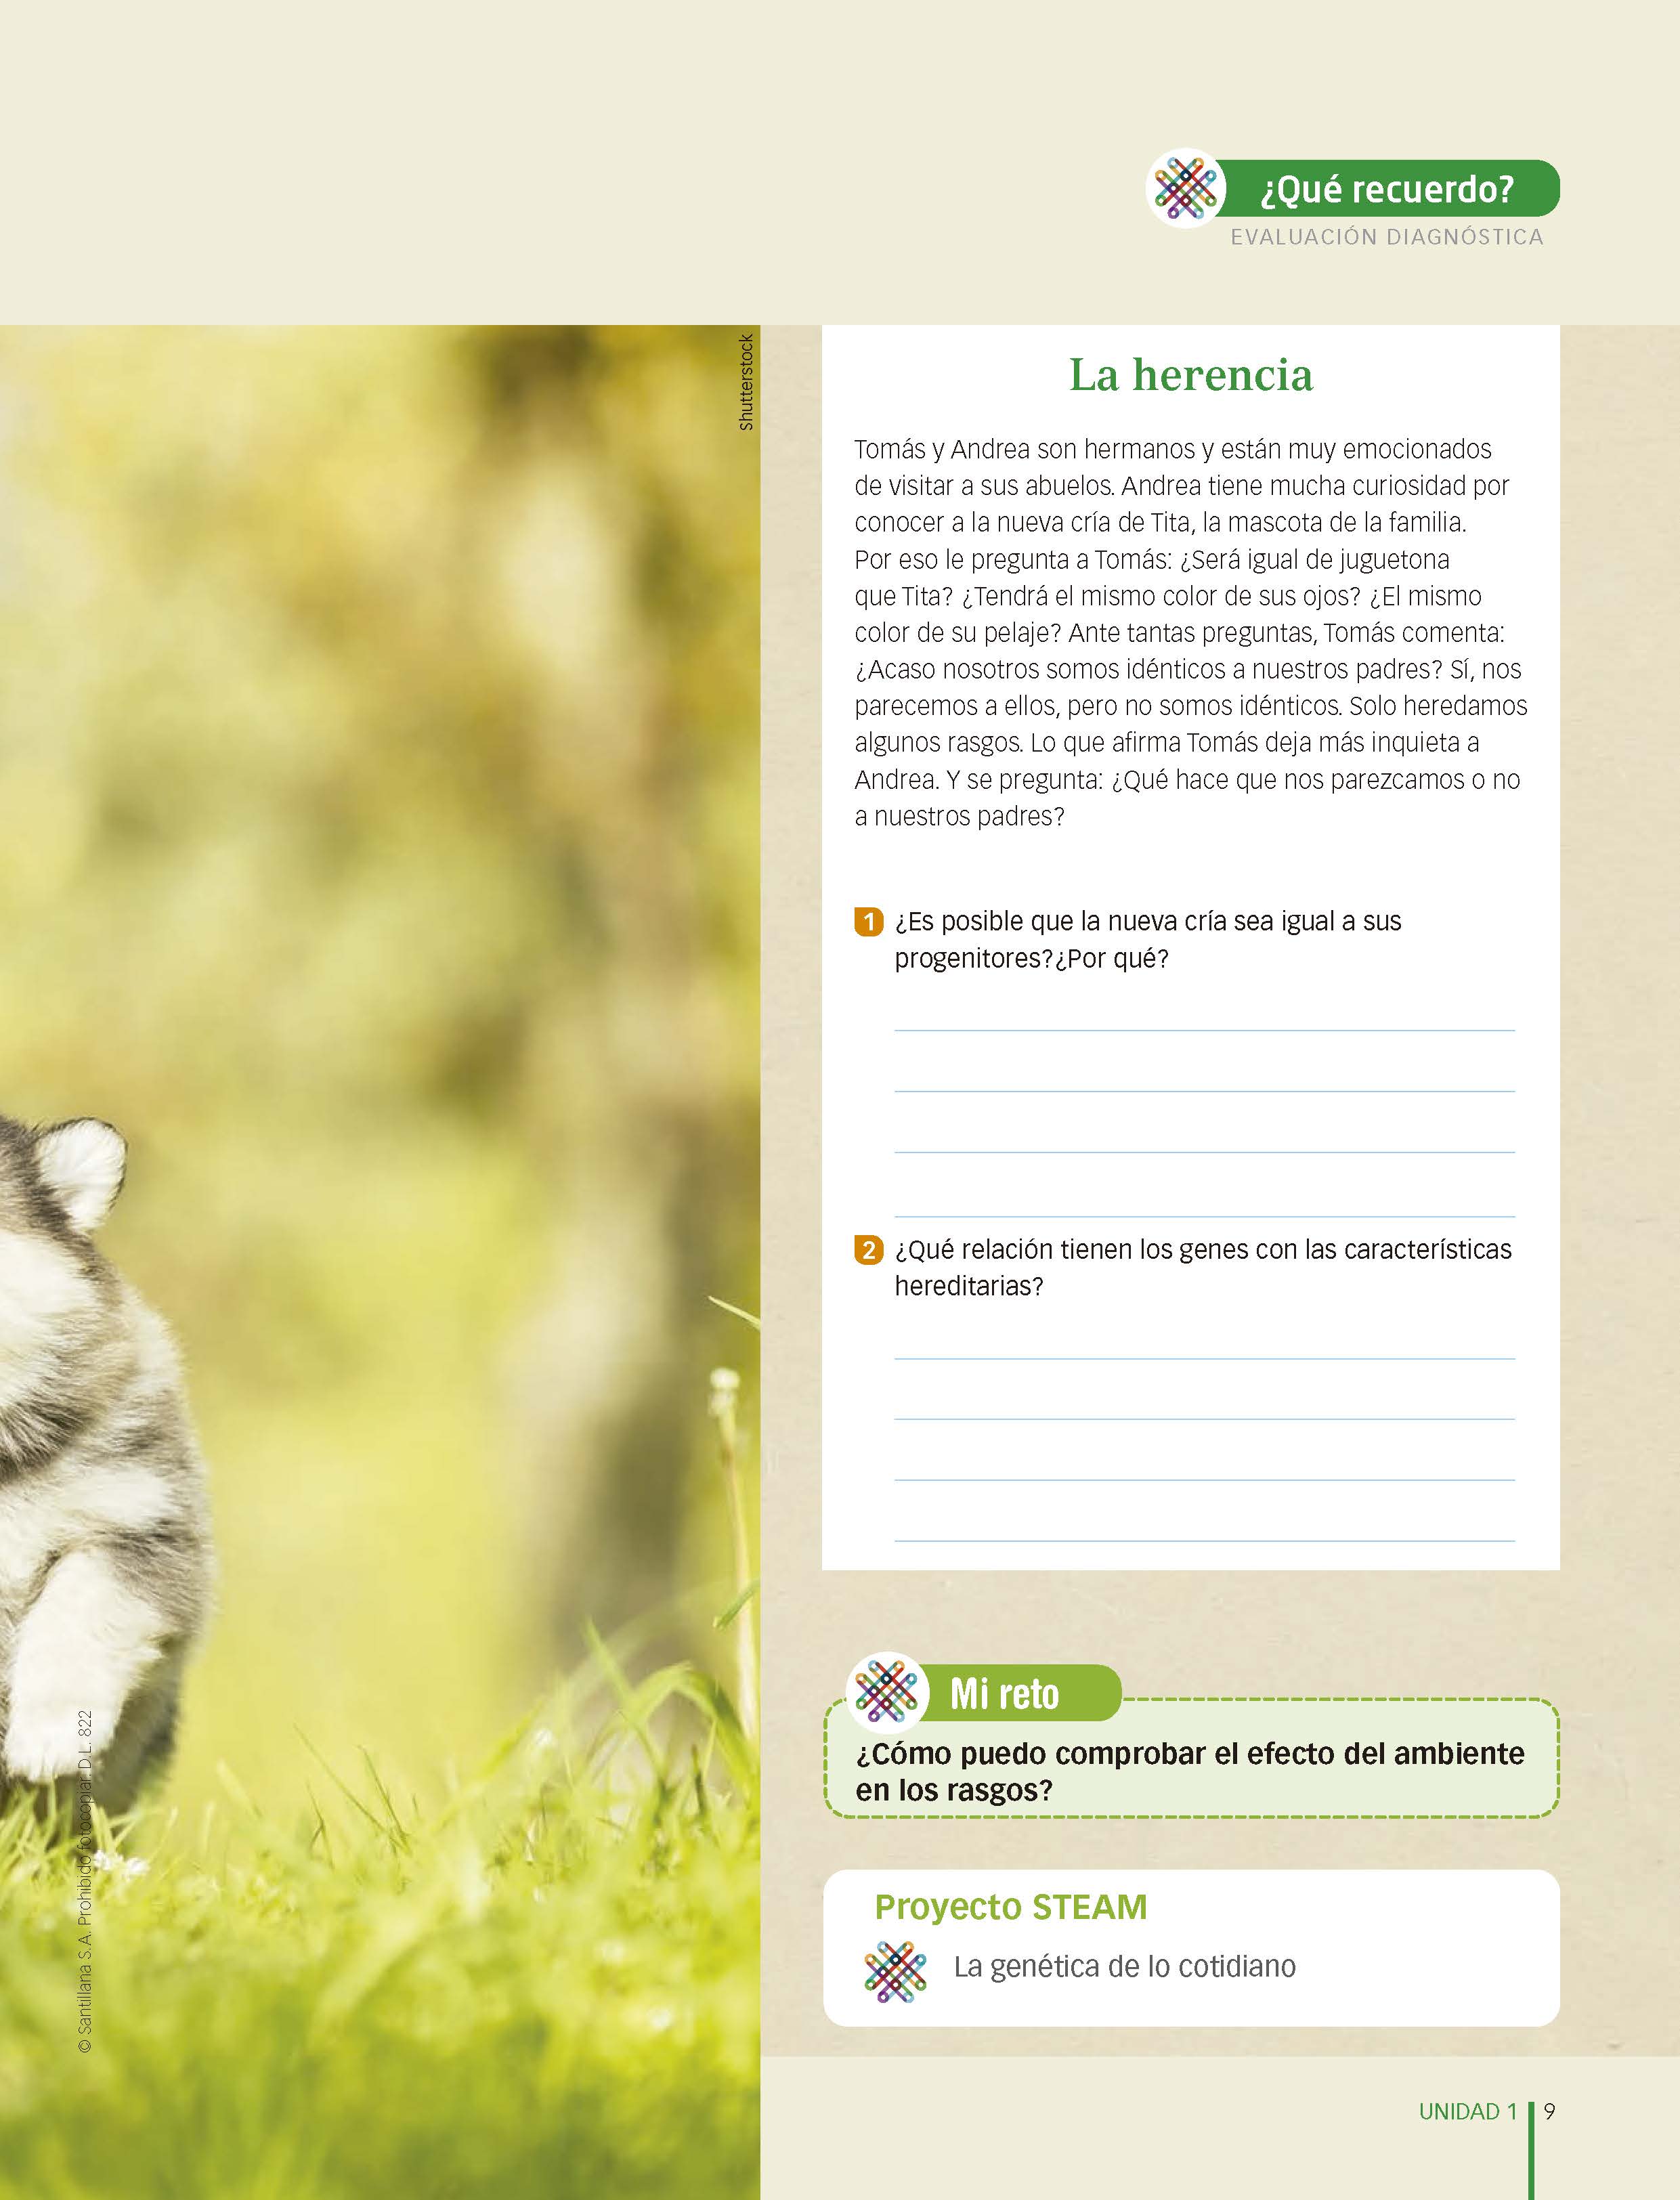 ¿Qué recuerdo?
EVALUACIÓN DIAGNÓSTICA
Shutterstock
La herencia
Tomás y Andrea son hermanos y están muy emocionados
de visitar a sus abuelos. Andrea tiene mucha curiosidad por
conocer a la nueva cría de Tita, la mascota de la familia.
Por eso le pregunta a Tomás: ¿Será igual de juguetona
que Tita? ¿Tendrá el mismo color de sus ojos? ¿El mismo
color de su pelaje? Ante tantas preguntas, Tomás comenta:
¿Acaso nosotros somos idénticos a nuestros padres? Sí, nos
parecemos a ellos, pero no somos idénticos. Solo heredamos
algunos rasgos. Lo que afirma Tomás deja más inquieta a
Andrea. Y se pregunta: ¿Qué hace que nos parezcamos o no
a nuestros padres?
1 ¿Es posible que la nueva cría sea igual a sus
progenitores?¿Por qué?
2 ¿Qué relación tienen los genes con las características
hereditarias?
Mi reto
¿Cómo puedo comprobar el efecto del ambiente
en los rasgos?
Proyecto STEAM
La genética de lo cotidiano
© Santillana S.A. Prohibido fotocopiar. D.L. 822
UNIDAD 1 9